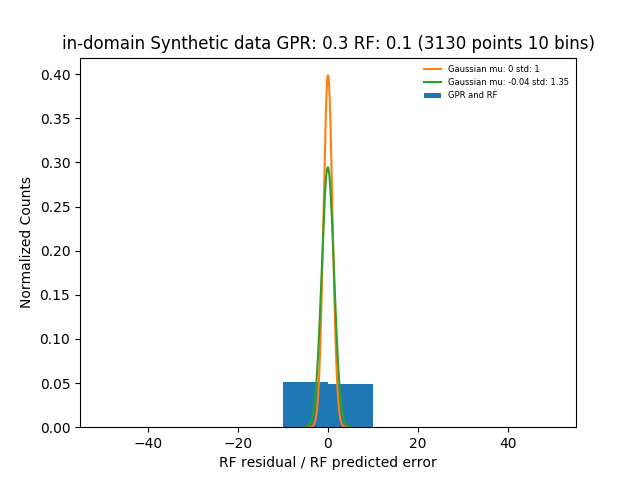 in-domain Synthetic data GPR: 0.3 RF: 0.1 (3130 points 10 bins)
Gaussian mu: 0 std: 1
Gaussian mu: -0.04 std: 1.35
GPR and RF
Normalized Counts
0.40
0.35
0.30
0.25
0.20
0.15
0.10
0.05
0.00
−40
−20
0
20
40
RF residual / RF predicted error